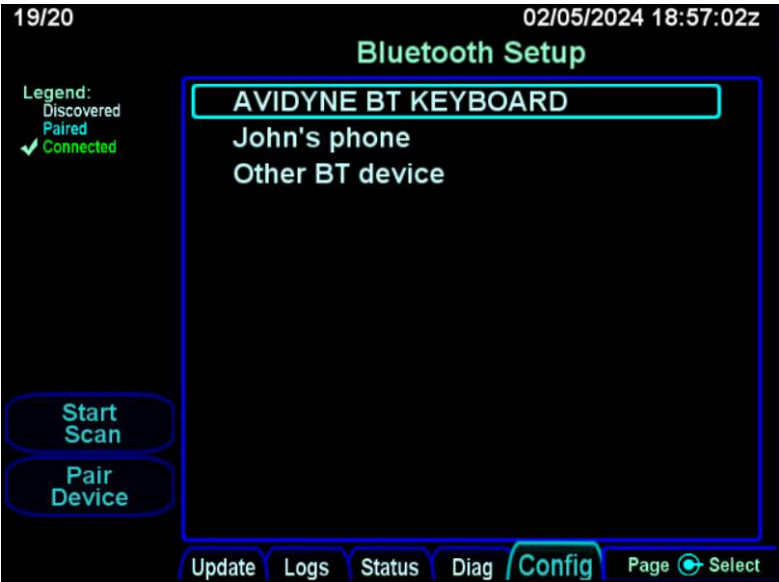 19/20
02/05/2024 18:57:02z
Bluetooth Setup
Legend:
Discovered
Paired
Connected
AVIDYNE BT KEYBOARD
John's phone
Other BT device
Start
Scan
Pair
Device
Update Logs Status Diag Config Page Select